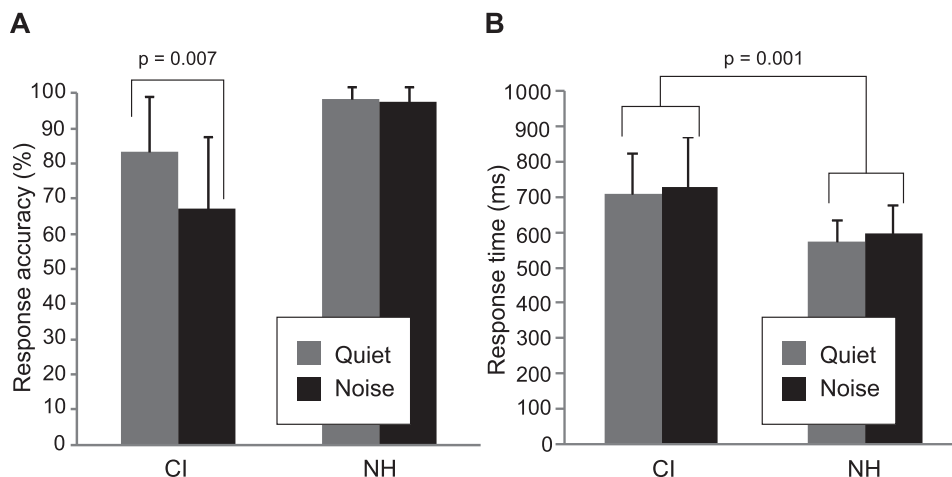 A
p = 0.007
Response accuracy (%)
100
90
80
70
60
50
40
30
20
10
0
Quiet
Noise
CI
NH
B
p = 0.001
Response time (ms)
1000
900
800
700
600
500
400
300
200
100
0
Quiet
Noise
CI
NH